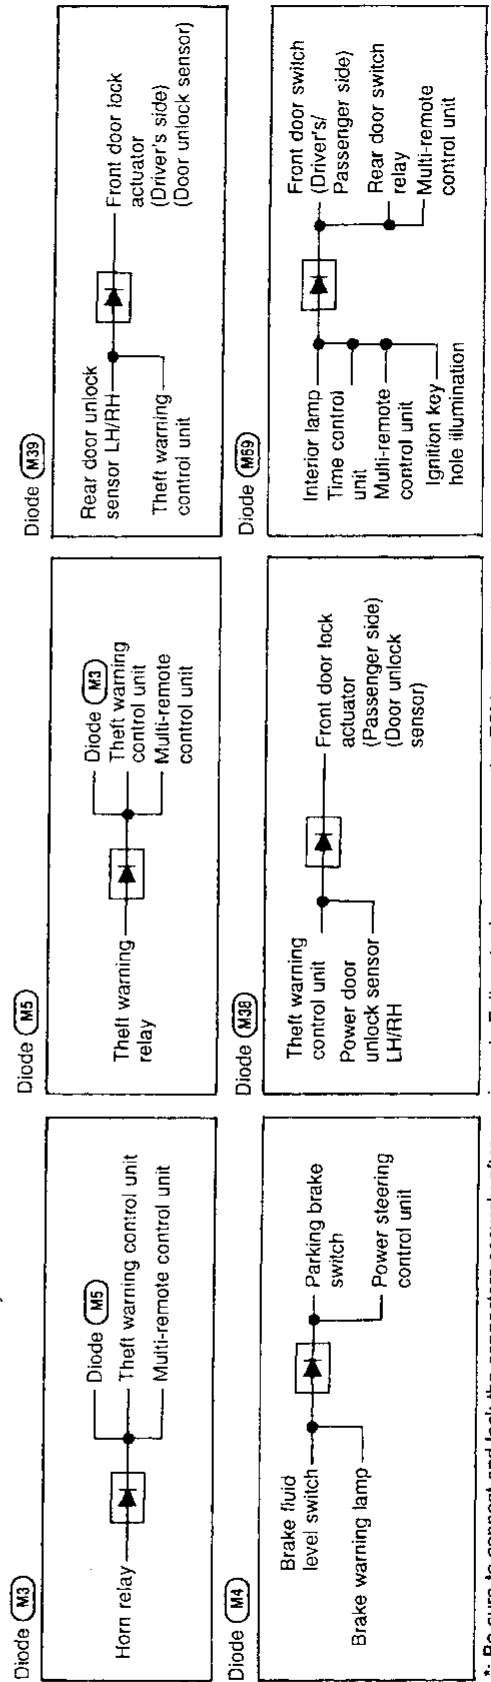 Diode M3
Horn relay
Diode M5
Theft warning control unit
Multi-remote control unit
Diode M5
Theft warning
relay
Diode M3
Theft warning
control unit
Multi-remote
control unit
Diode M39
Rear door unlock
sensor LH/RH
Theft warning
control unit
Front door lock
actuator
(Driver's side)
(Door unlock sensor)
Diode M4
Brake fluid
level switch
Brake warning lamp
Parking brake
switch
Power steering
control unit
Diode M38
Theft warning
control unit
Power door
unlock sensor
LH/RH
Front door lock
actuator
(Passenger side)
(Door unlock
sensor)
Diode M69
Interior lamp
Time control
unit
Multi-remote
control unit
Ignition key
hole illumination
Front door switch
(Driver's/
Passenger side)
Rear door switch
relay
Multi-remote
control unit
*: Be sure to connect and lock the connectors